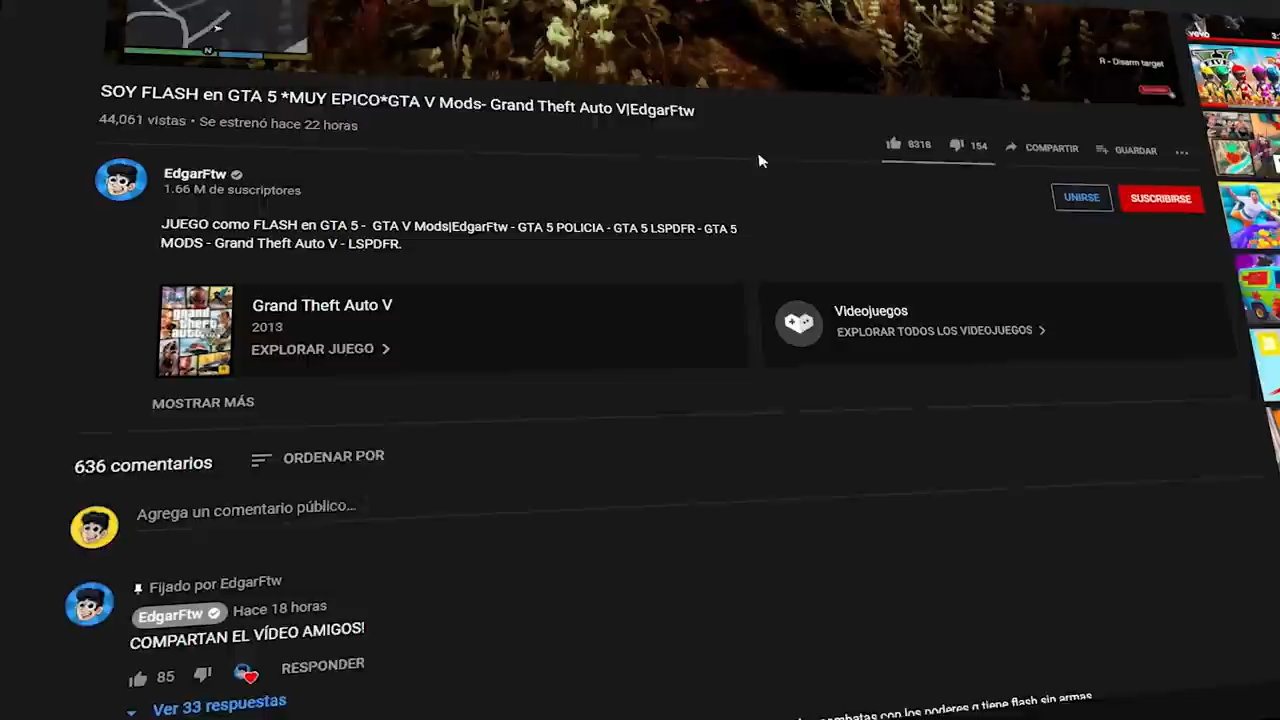 N
R - Disarm target
SOY FLASH en GTA 5 *MUY EPICO*GTA V Mods- Grand Theft Auto V|EdgarFtw
44,061 vistas • Se estrenó hace 22 horas
8318
154
COMPARTIR
GUARDAR
EdgarFtw
1.66 M de suscriptores
UNIRSE
SUSCRIBIRSE
JUEGO como FLASH en GTA 5 - GTA V Mods|EdgarFtw - GTA 5 POLICIA - GTA 5 LSPDFR - GTA 5
MODS - Grand Theft Auto V - LSPDFR.
grand
theft
auto
Grand Theft Auto V
2013
EXPLORAR JUEGO
Videojuegos
EXPLORAR TODOS LOS VIDEOJUEGOS
MOSTRAR MÁS
636 comentarios
ORDENAR POR
Agrega un comentario público...
Fijado por EdgarFtw
EdgarFtw
Hace 18 horas
COMPARTAN EL VÍDEO AMIGOS!
85
RESPONDER
Ver 33 respuestas
con los poderes q tiene flash sin armas